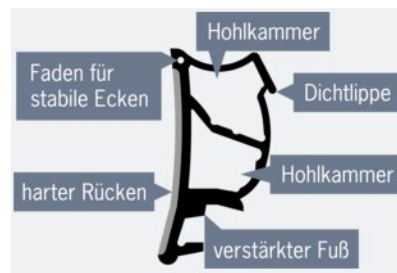 Hohlkammer
Faden für
stabile Ecken
Dichtlippe
Hohlkammer
harter Rücken
verstärkter Fuß